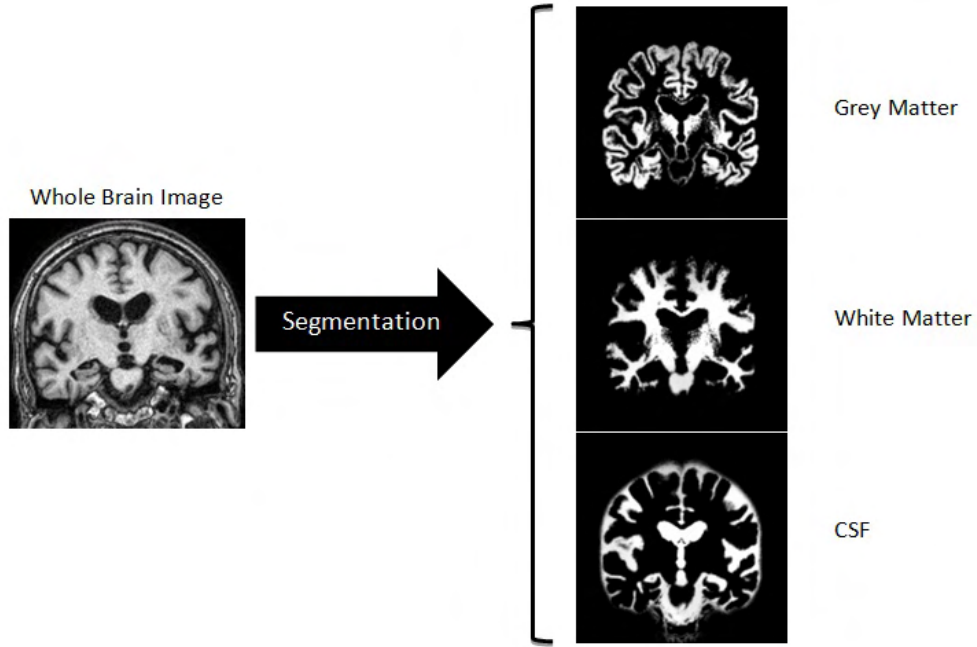 Whole Brain Image
Segmentation
Grey Matter
White Matter
CSF